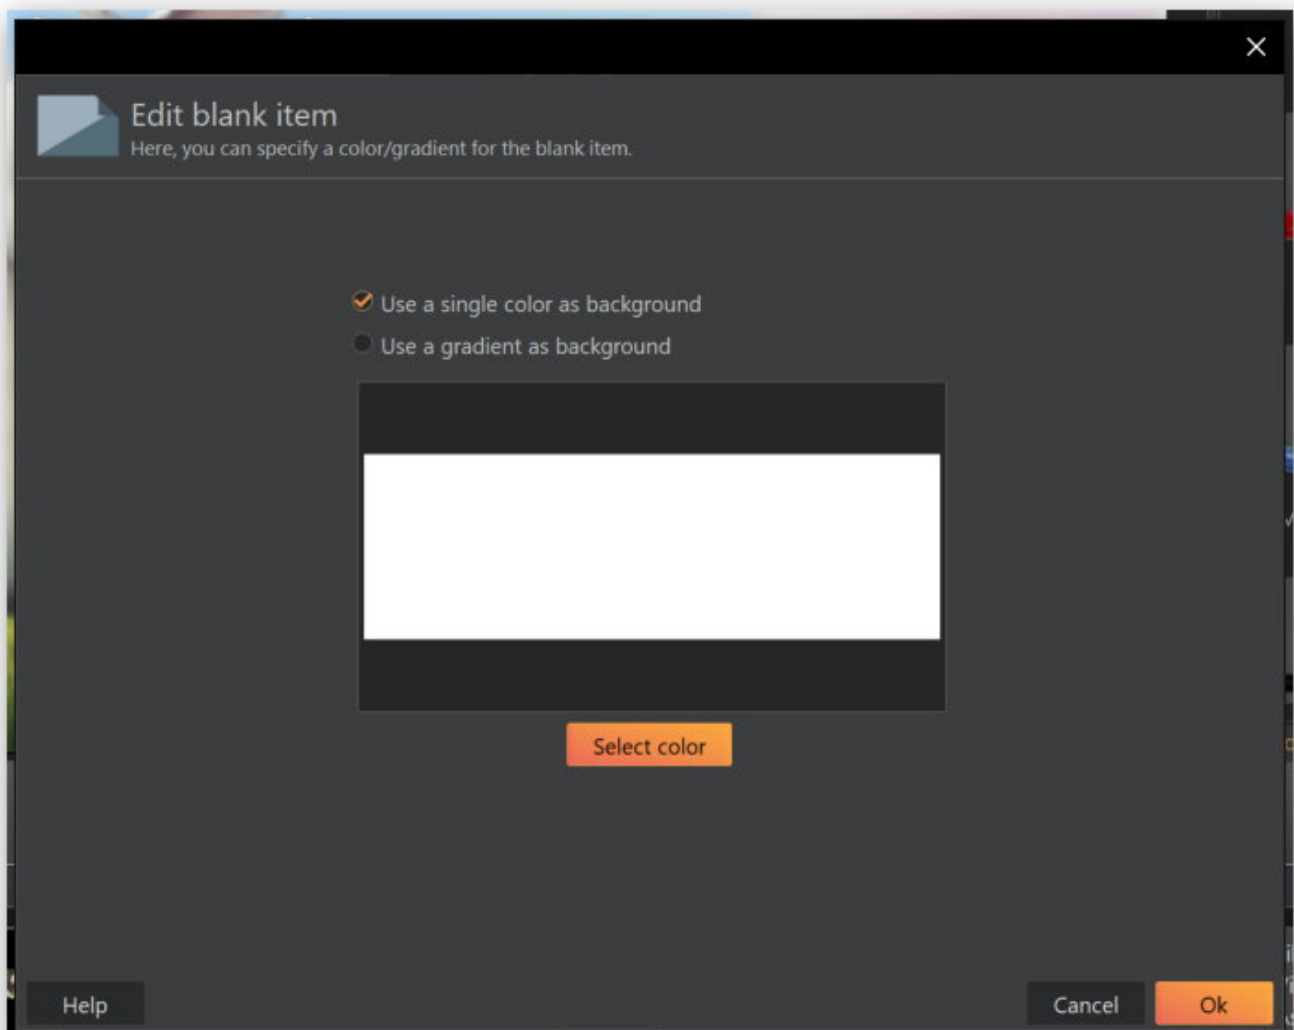 Edit blank item
Here, you can specify a color/gradient for the blank item.
Use a single color as background
Use a gradient as background
Select color
Help
Cancel
Ok